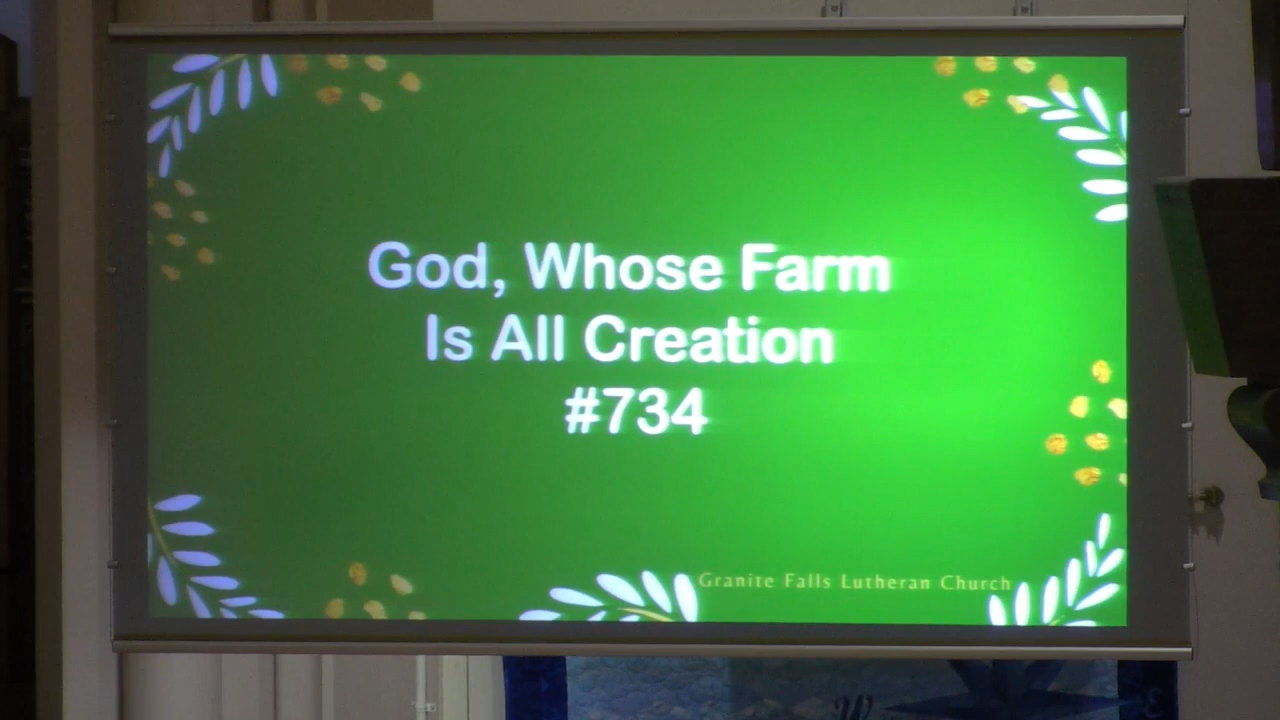 God, Whose Farm
Is All Creation
#734
Granite Falls Lutheran Church
W